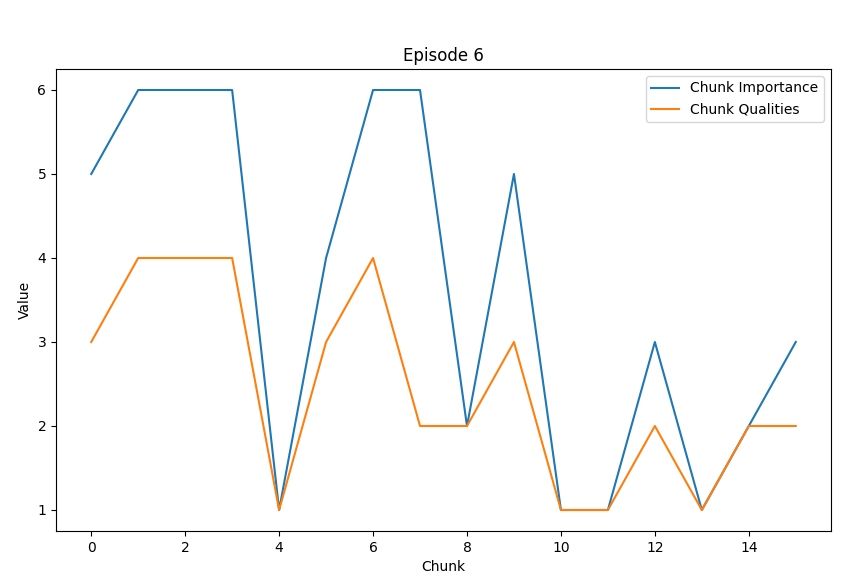 Episode 6
Chunk Importance
Chunk Qualities
6
5
4
3
2
1
Value
0 2 4 6 8 10 12 14
Chunk